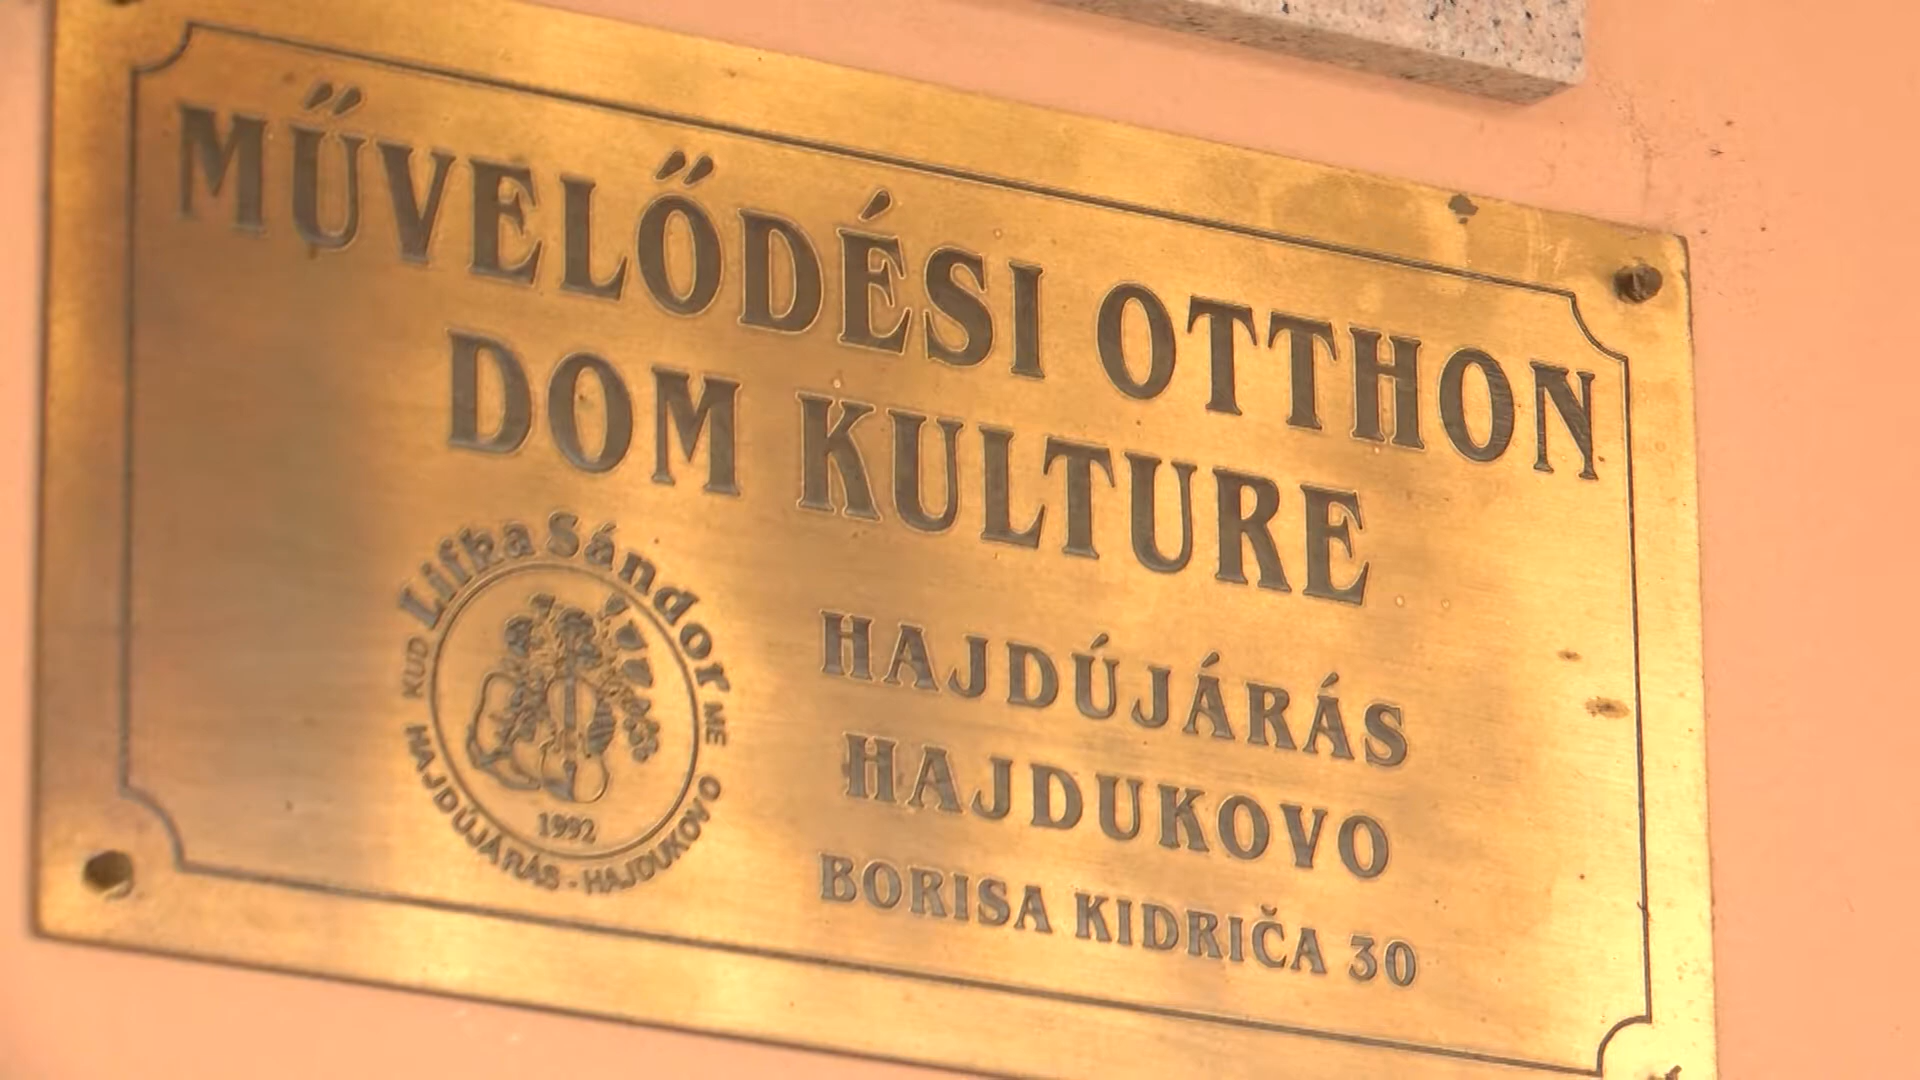 MŰVELŐDÉSI OTTHON
DOM KULTURE
KUD Lifka Sándor ME
1992
HAJDÚJÁRÁS - HAJDUKOVO
HAJDÚJÁRÁS
HAJDUKOVO
BORISA KIDRIČA 30